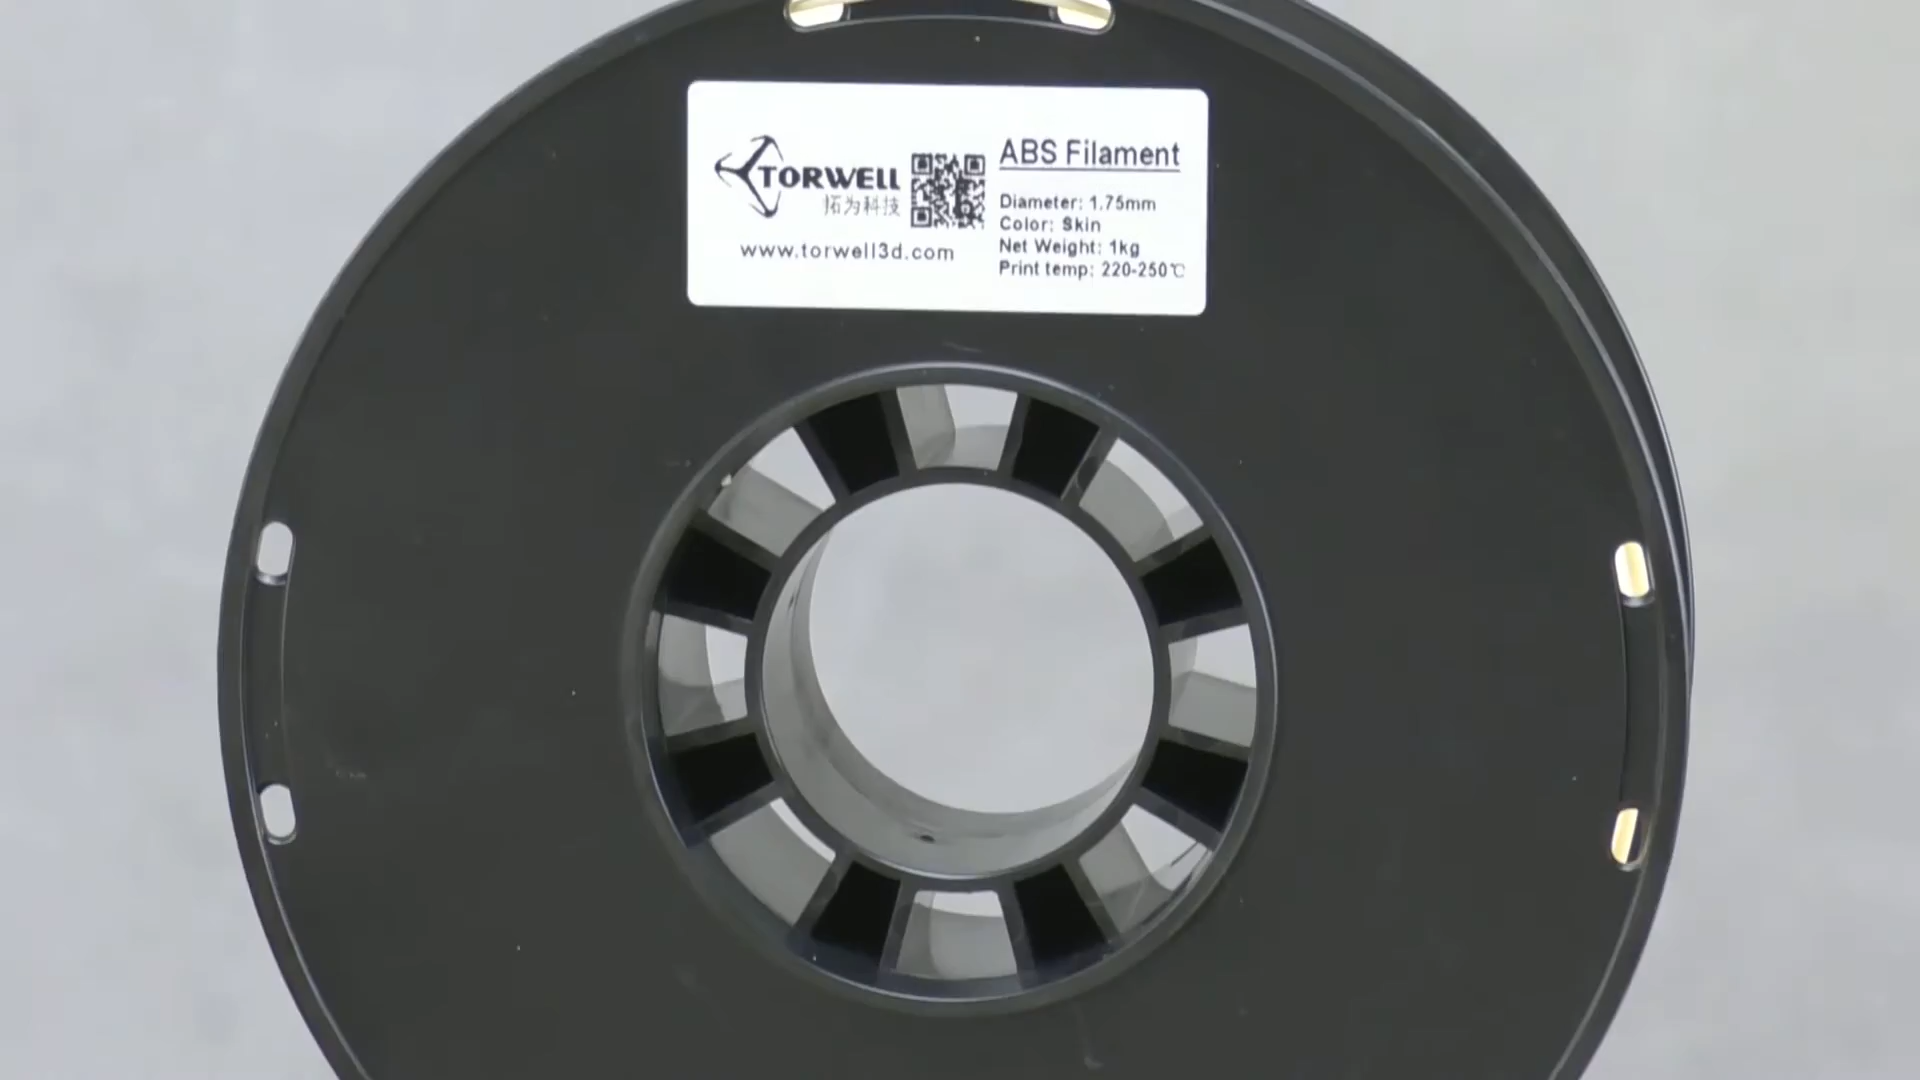 TORWELL
拓为科技
www.torwell3d.com
ABS Filament
Diameter: 1.75mm
Color: Skin
Net Weight: 1kg
Print temp: 220-250℃